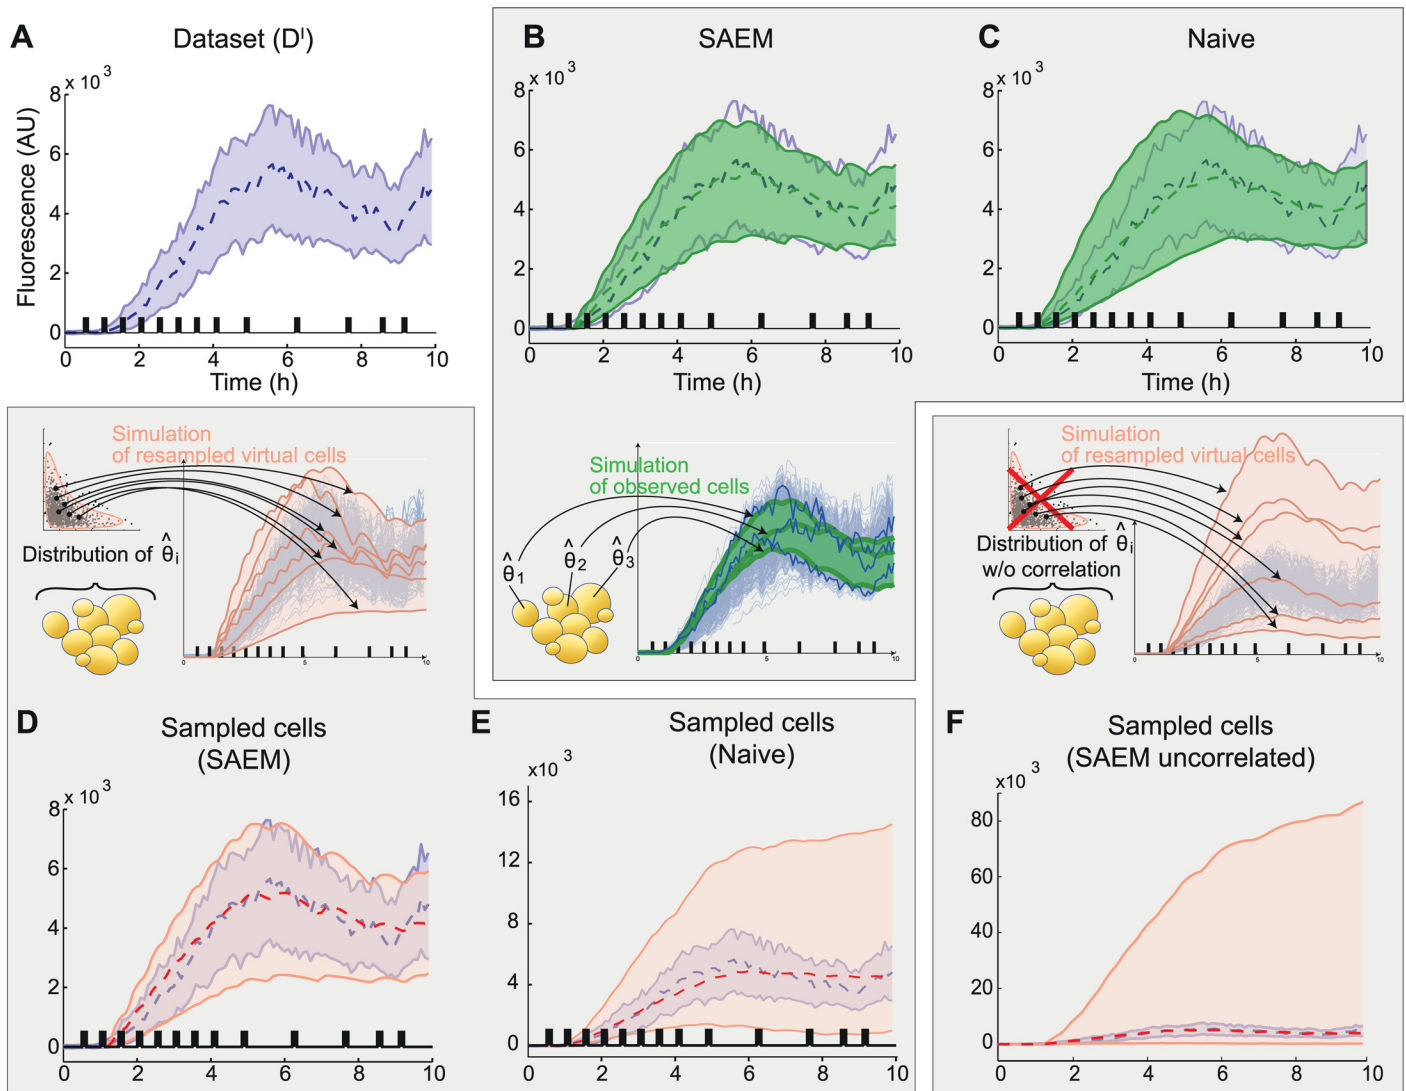 A
Dataset (Dᴵ)
x 10 3
Fluorescence (AU)
8
6
4
2
0
0 2 4 6 8 10
Time (h)
B
SAEM
x 10 3
8
6
4
2
0
0 2 4 6 8 10
Time (h)
C
Naive
x 10 3
8
6
4
2
0
0 2 4 6 8 10
Time (h)
Simulation
of resampled virtual cells
Distribution of θ̂i
0 5 10
Simulation
of observed cells
θ̂1
θ̂2
θ̂3
0 5 10
Simulation
of resampled virtual cells
Distribution of θ̂i
w/o correlation
0 5 10
D
Sampled cells
(SAEM)
x 10 3
8
6
4
2
0
0 2 4 6 8 10
E
Sampled cells
(Naive)
x10 3
16
12
8
4
0
0 2 4 6 8 10
F
Sampled cells
(SAEM uncorrelated)
x 10 3
80
60
40
20
0
0 2 4 6 8 10